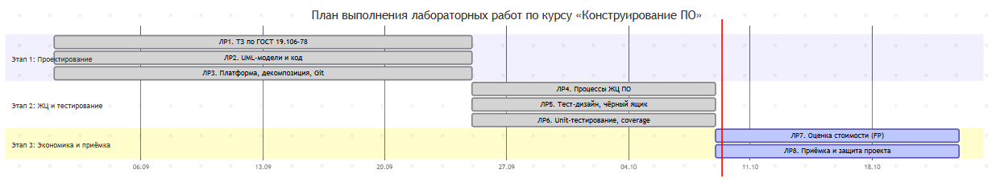 План выполнения лабораторных работ по курсу «Конструирование ПО»
ЛР1. ТЗ по ГОСТ 19.106-78
Этап 1: Проектирование
ЛР2. UML-модели и код
ЛР3. Платформа, декомпозиция, Git
ЛР4. Процессы ЖЦ ПО
Этап 2: ЖЦ и тестирование
ЛР5. Тест-дизайн, чёрный ящик
ЛР6. Unit-тестирование, coverage
ЛР7. Оценка стоимости (FP)
Этап 3: Экономика и приёмка
ЛР8. Приёмка и защита проекта
06.09 13.09 20.09 27.09 04.10 11.10 18.10